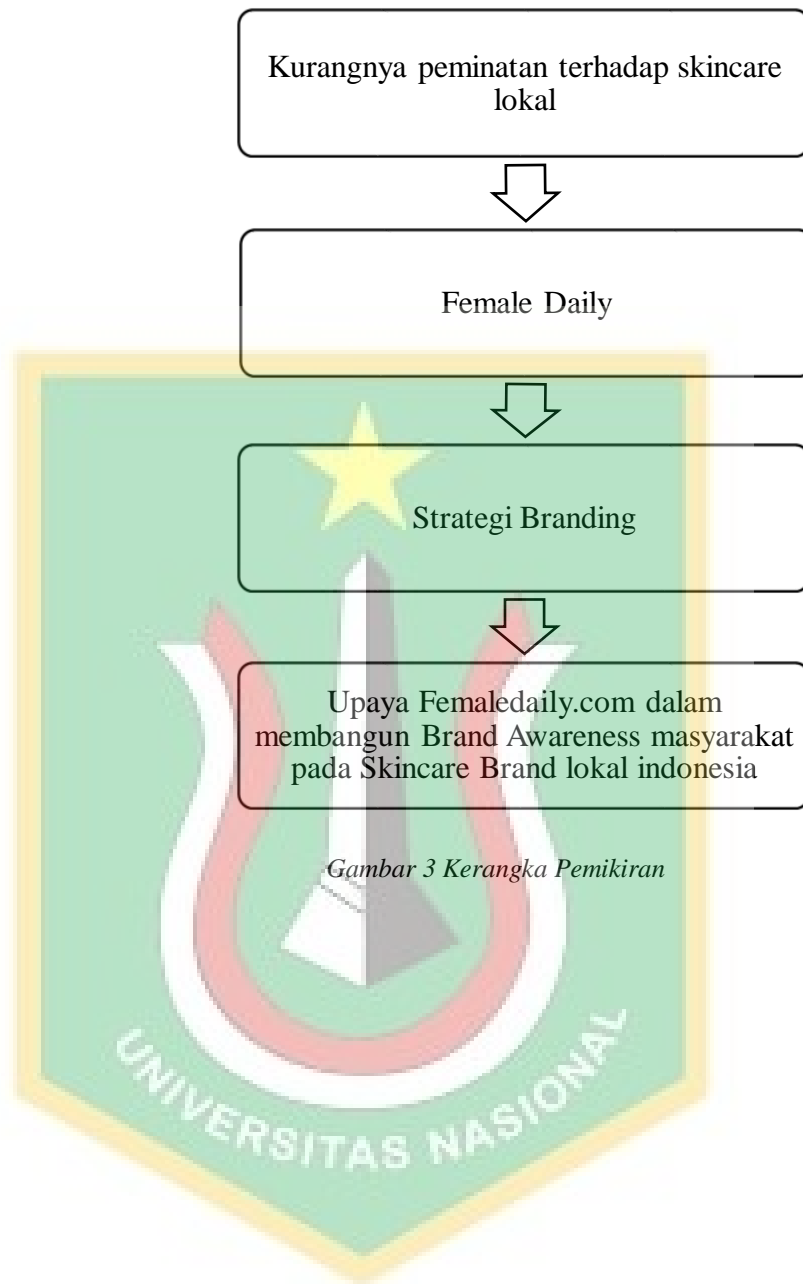 Kurangnya peminatan terhadap skincare
lokal
Female Daily
Strategi Branding
Upaya Femaledaily.com dalam
membangun Brand Awareness masyarakat
pada Skincare Brand lokal indonesia
Gambar 3 Kerangka Pemikiran
UNIVERSITAS NASIONAL